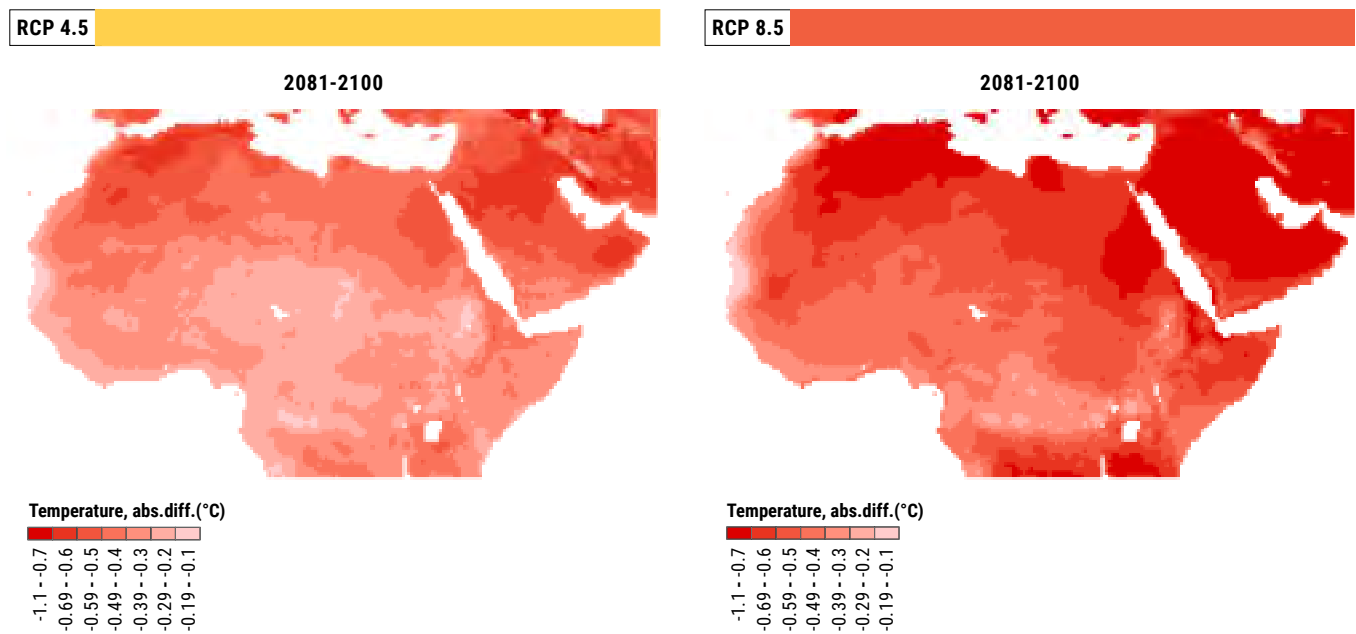 RCP 4.5
2081-2100
Temperature, abs.diff.(°C)
-1.1 - -0.7
-0.69 - -0.6
-0.59 - -0.5
-0.49 - -0.4
-0.39 - -0.3
-0.29 - -0.2
-0.19 - -0.1
RCP 8.5
2081-2100
Temperature, abs.diff.(°C)
-1.1 - -0.7
-0.69 - -0.6
-0.59 - -0.5
-0.49 - -0.4
-0.39 - -0.3
-0.29 - -0.2
-0.19 - -0.1